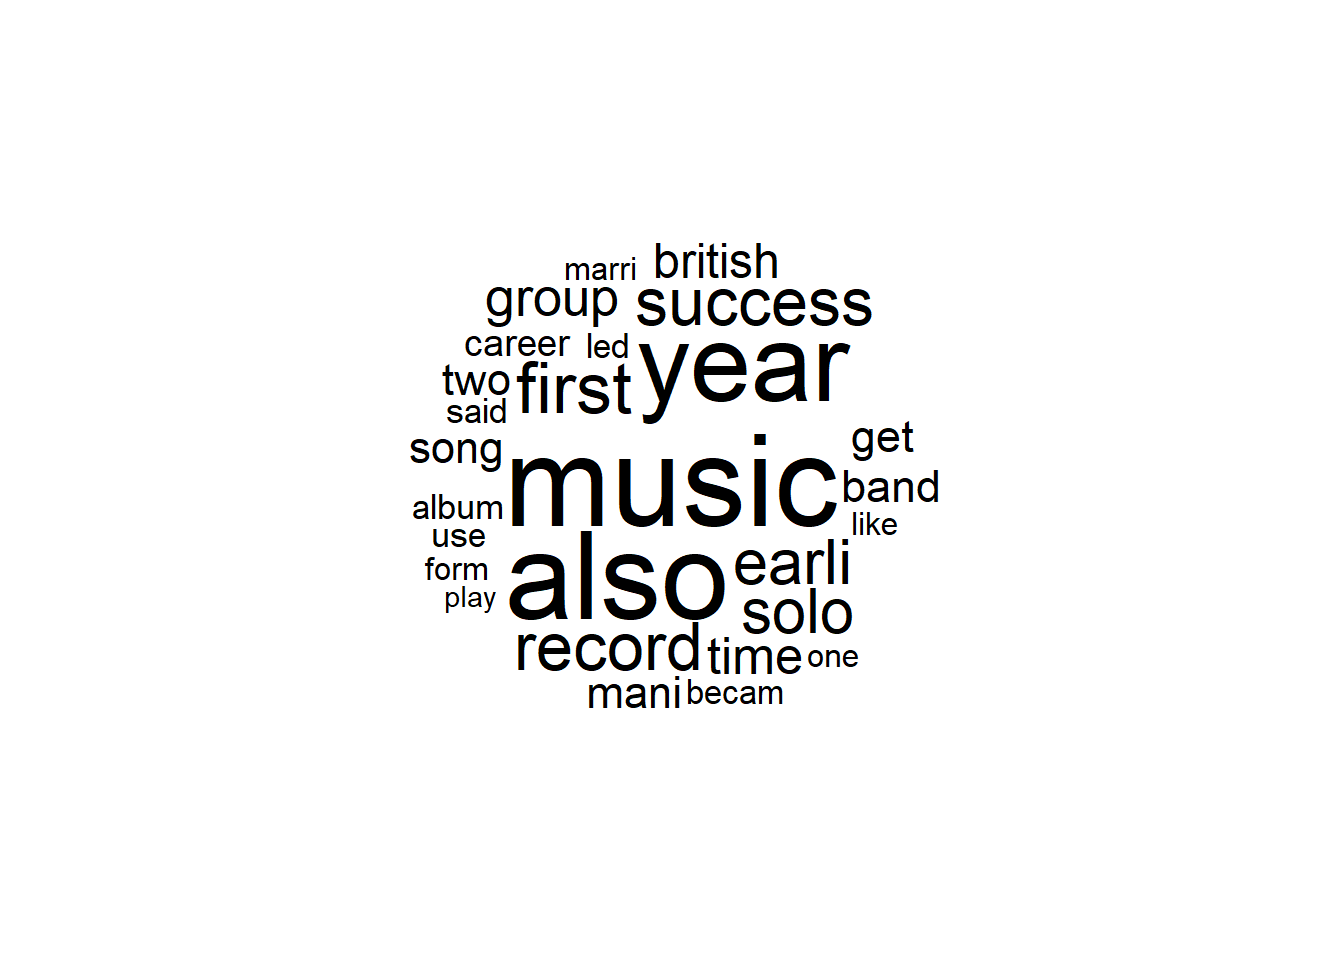 marri british
group success
career led year
two first
said
song get
music band
album like
use
also earli
form
play solo
record time one
mani becam